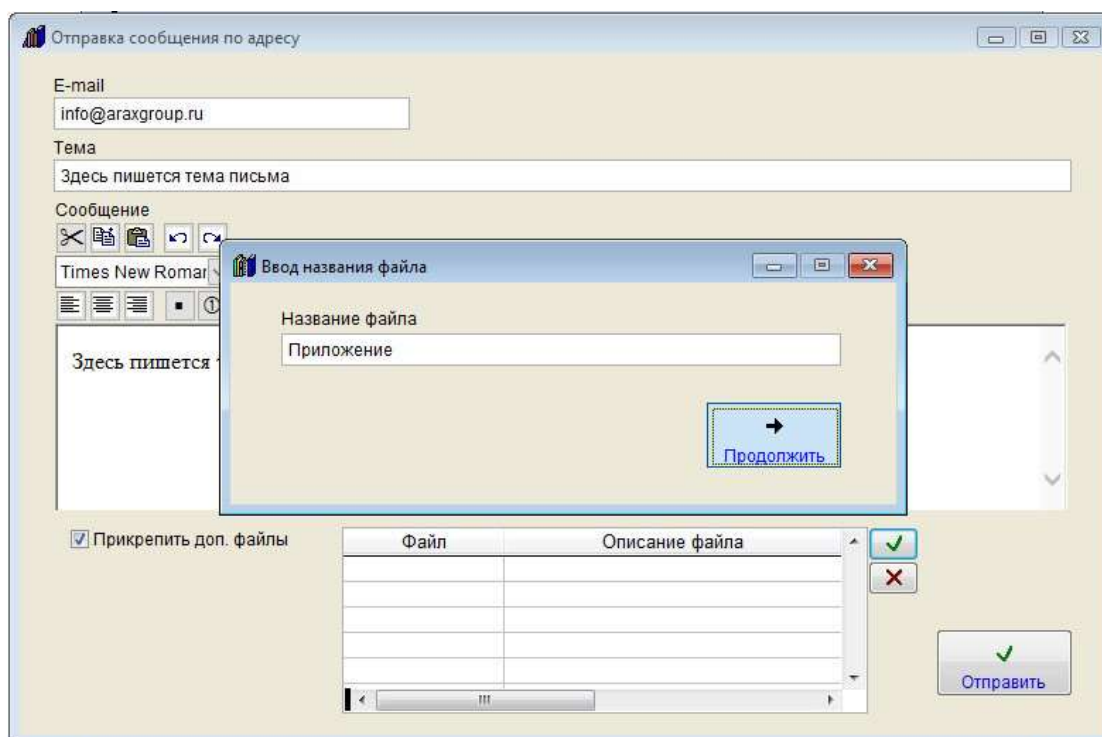 Отправка сообщения по адресу
E-mail
info@araxgroup.ru
Тема
Здесь пишется тема письма
Сообщение
Times New Roman
Ввод названия файла
Название файла
Приложение
Продолжить
Здесь пишется
Прикрепить доп. файлы
Файл
Описание файла
Отправить